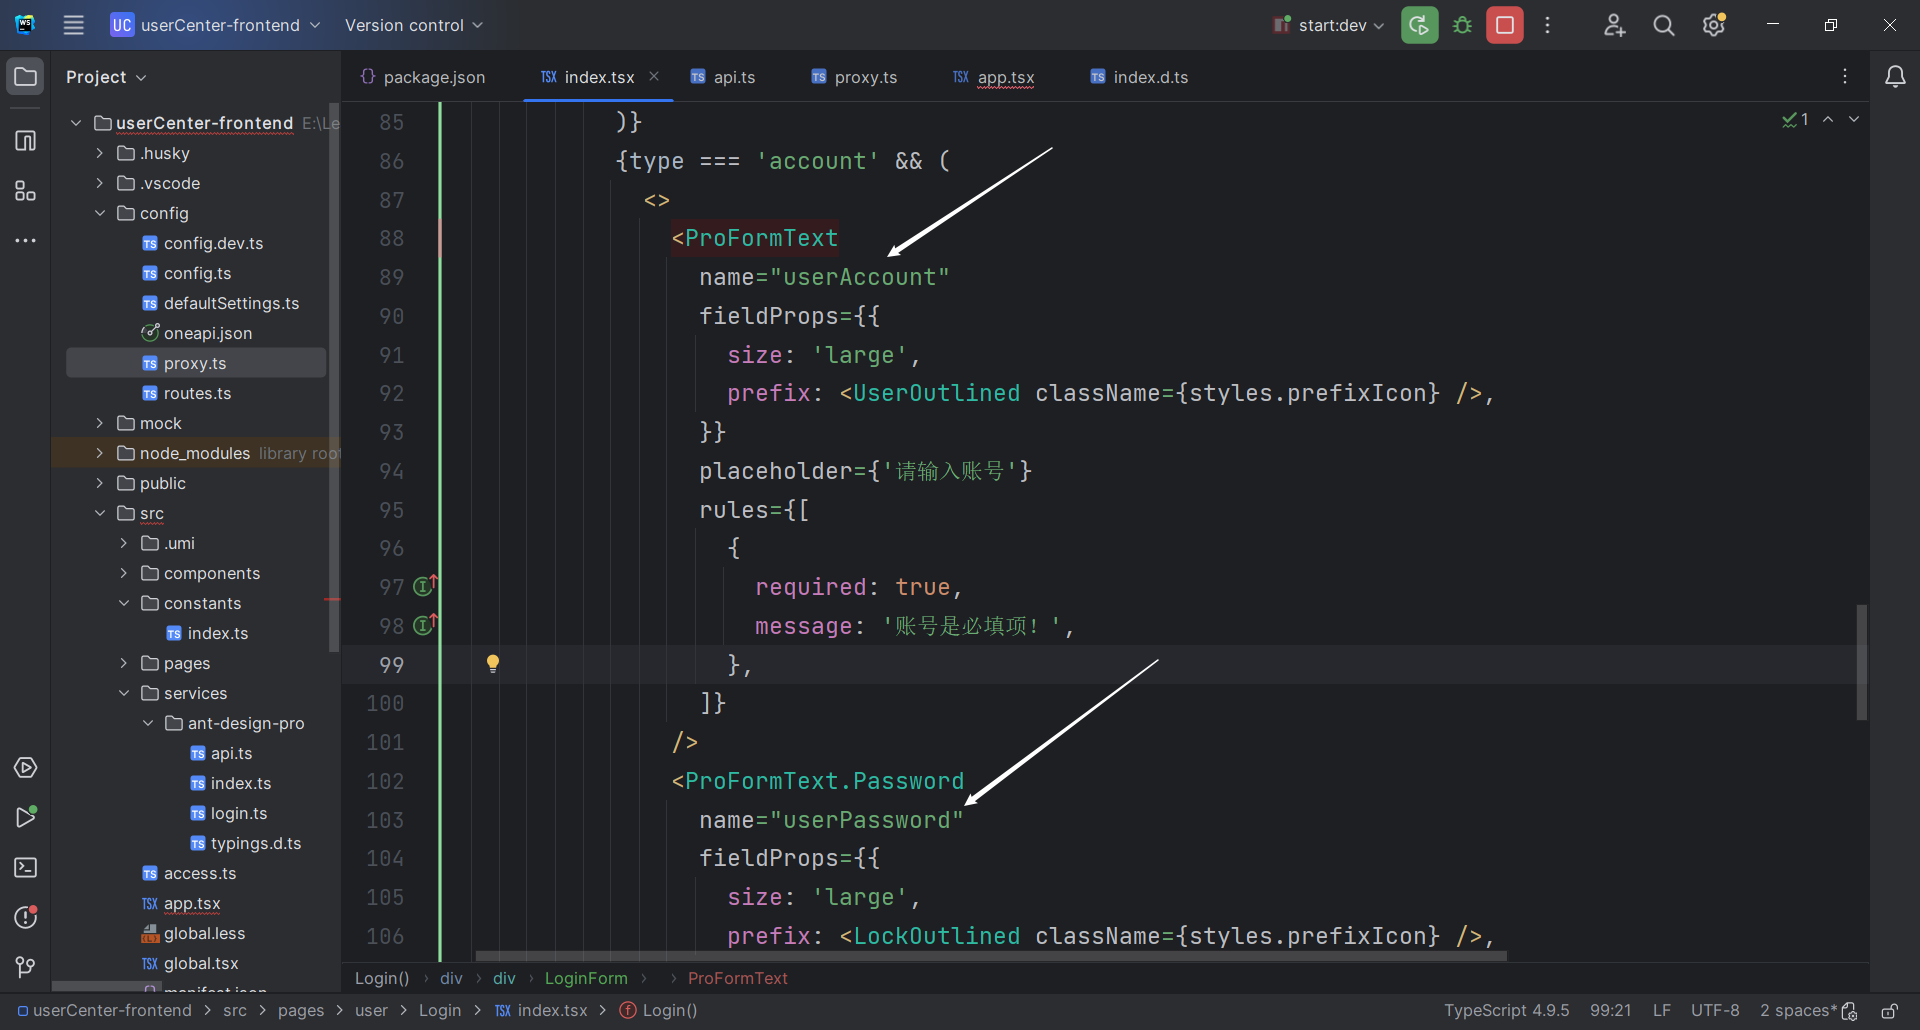 UC userCenter-frontend Version control start:dev
Project
package.json
TSX index.tsx
TS api.ts
TS proxy.ts
TSX app.tsx
TS index.d.ts
userCenter-frontend E:\Le
.husky
.vscode
config
TS config.dev.ts
TS config.ts
TS defaultSettings.ts
oneapi.json
TS proxy.ts
TS routes.ts
mock
node_modules library root
public
src
.umi
components
constants
TS index.ts
pages
services
ant-design-pro
TS api.ts
TS index.ts
TS login.ts
TS typings.d.ts
TS access.ts
TSX app.tsx
global.less
TSX global.tsx
manifest.json
1
85 )}
86 {type === 'account' && (
87 <>
88 <ProFormText
89 name="userAccount"
90 fieldProps={{
91 size: 'large',
92 prefix: <UserOutlined className={styles.prefixIcon} />,
93 }}
94 placeholder={'请输入账号'}
95 rules={[
96 {
97 required: true,
98 message: '账号是必填项！',
99 },
100 ]}
101 />
102 <ProFormText.Password
103 name="userPassword"
104 fieldProps={{
105 size: 'large',
106 prefix: <LockOutlined className={styles.prefixIcon} />,
Login() › div › div › LoginForm › › ProFormText
userCenter-frontend > src > pages > user > Login > TSX index.tsx > Login()
TypeScript 4.9.5 99:21 LF UTF-8 2 spaces*